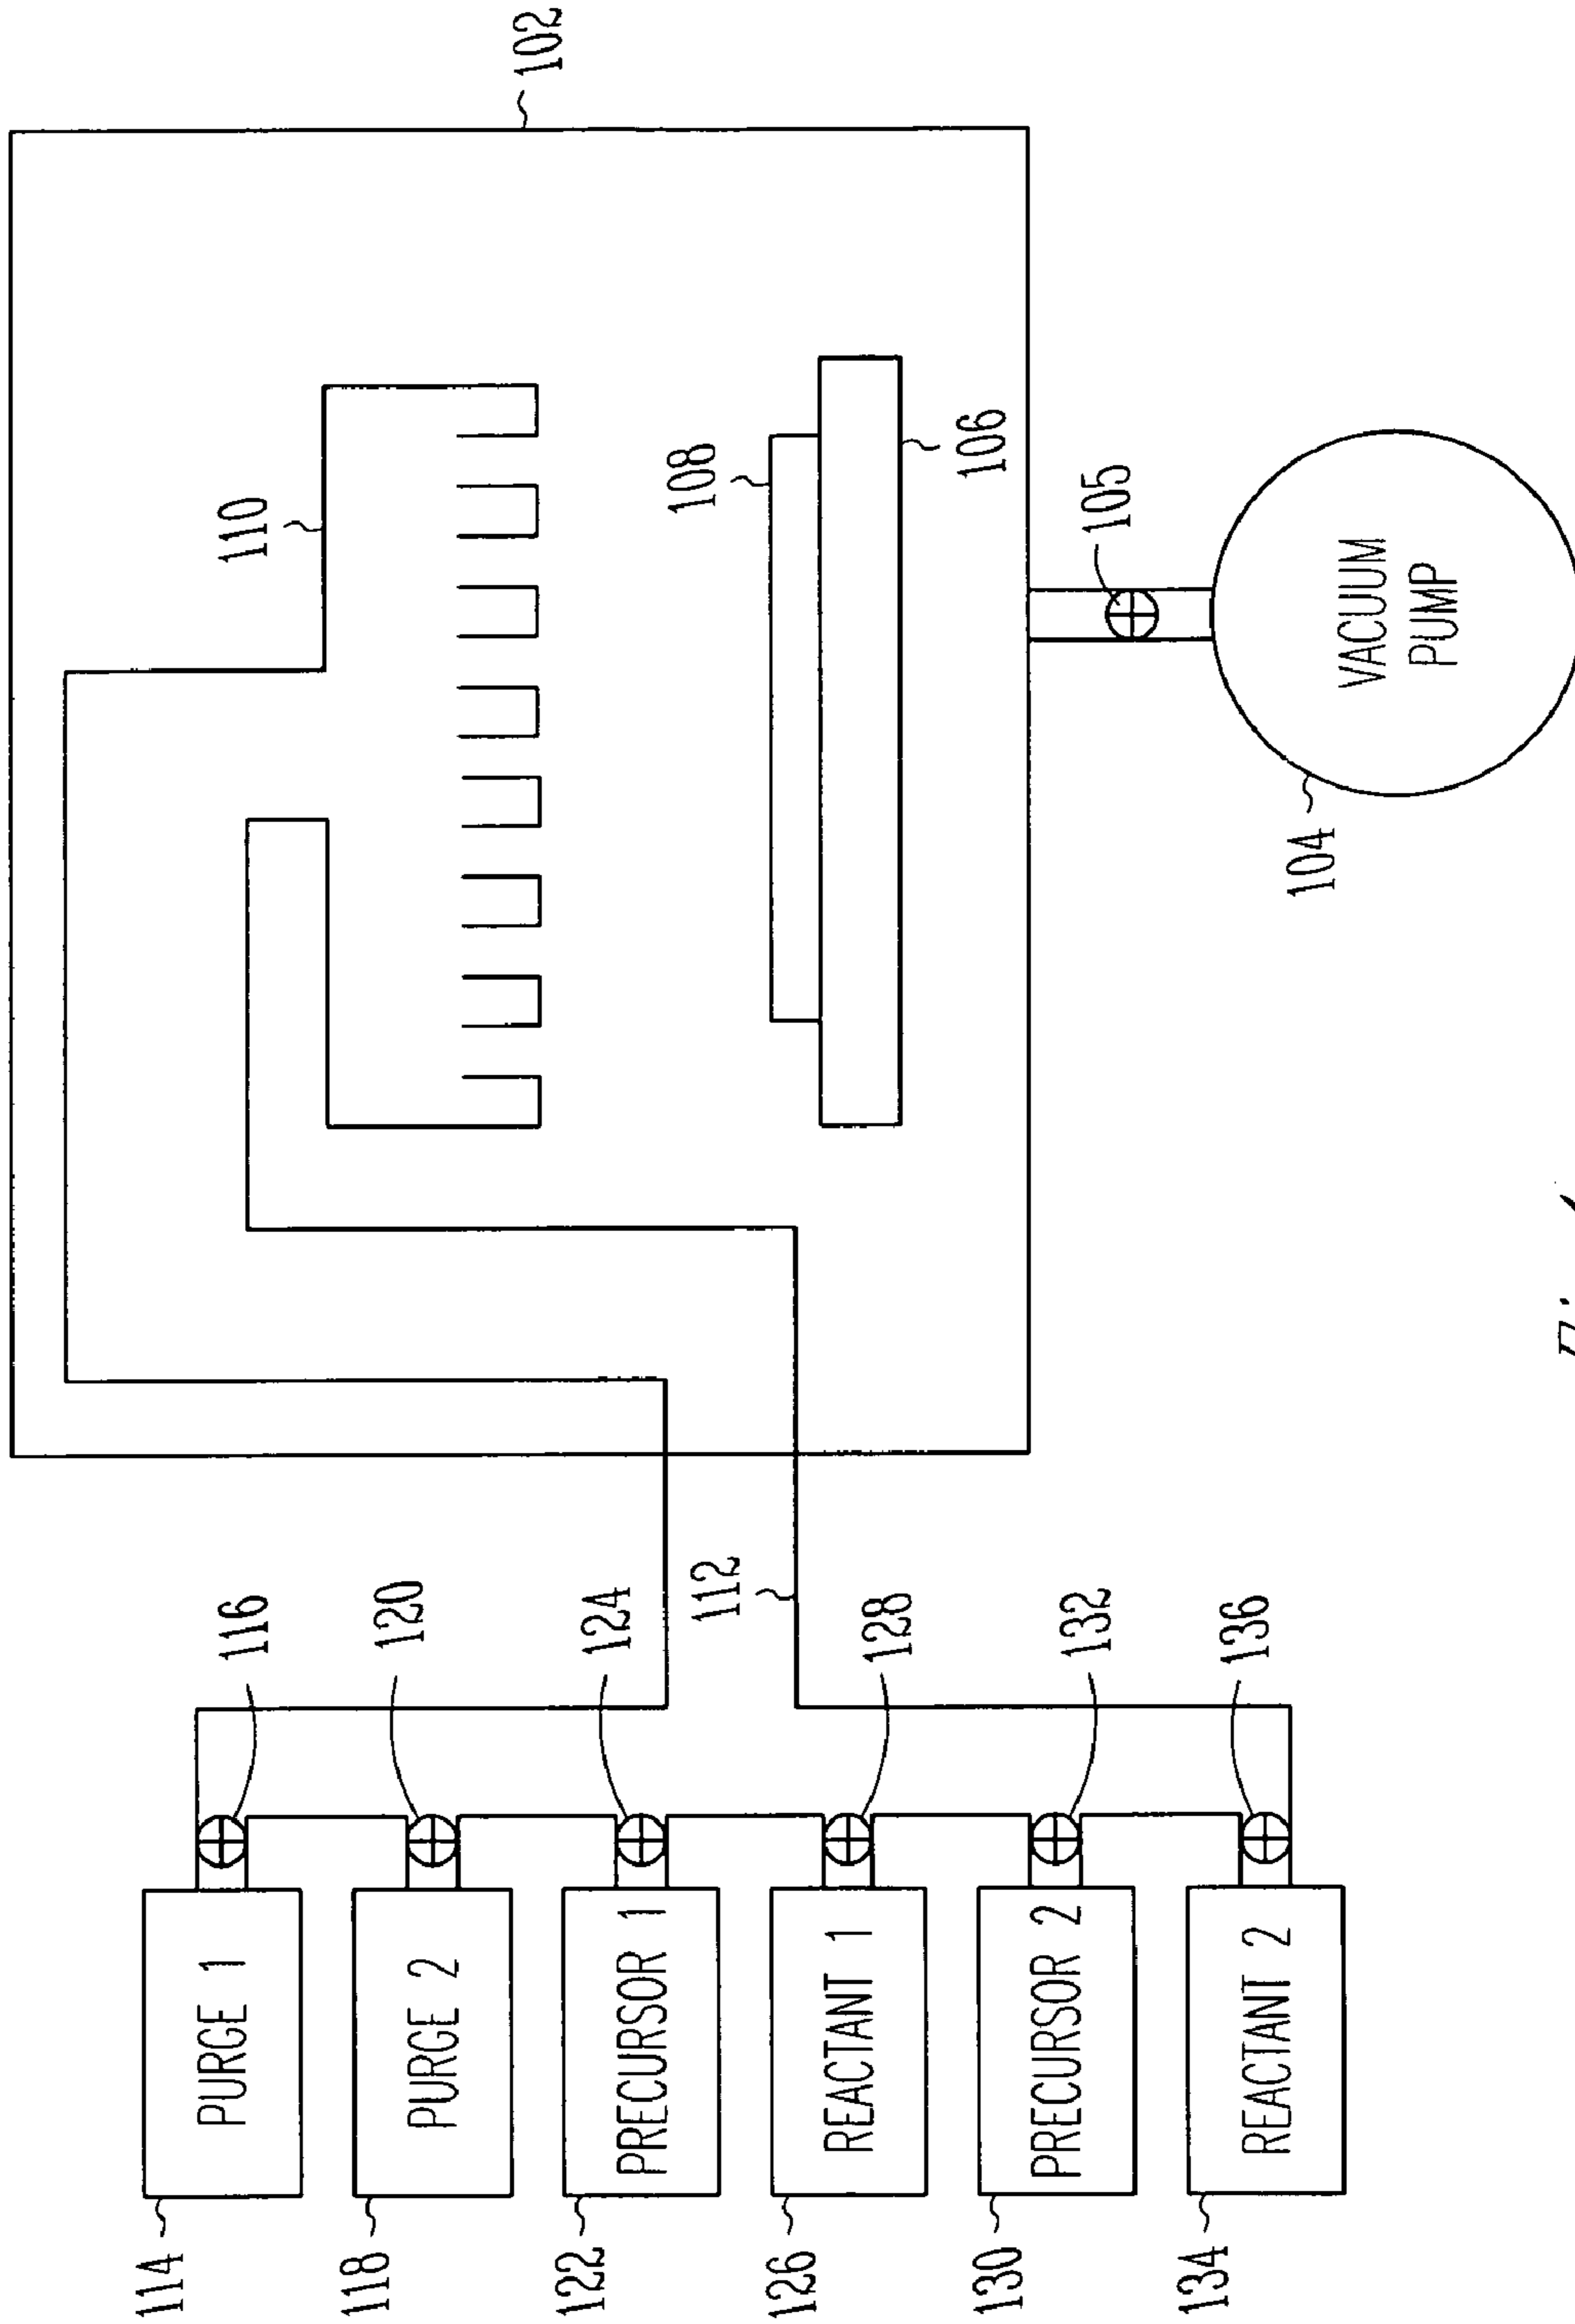 102
110
108
106
105
VACUUM
PUMP
104
112
116
120
124
128
132
136
PURGE 1
PURGE 2
PRECURSOR 1
REACTANT 1
PRECURSOR 2
REACTANT 2
114
118
122
126
130
134